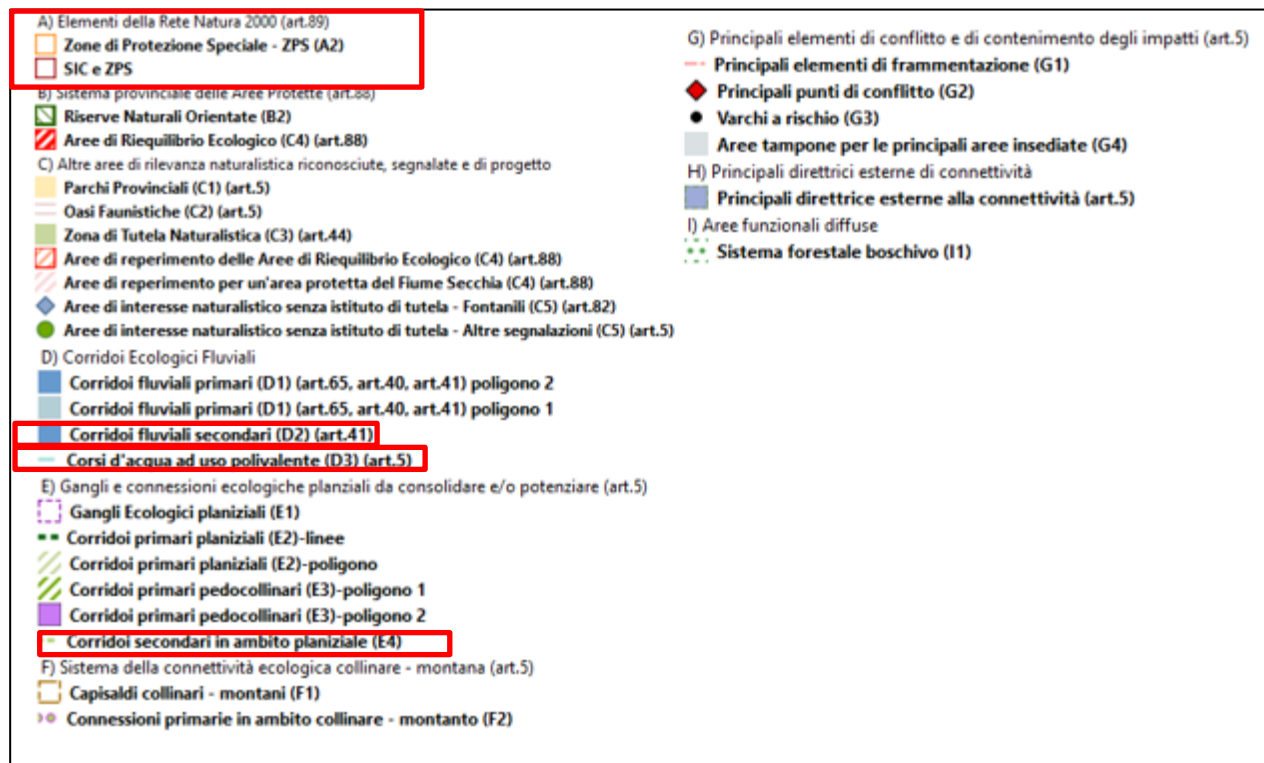 A) Elementi della Rete Natura 2000 (art.89)
Zone di Protezione Speciale - ZPS (A2)
SIC e ZPS
B) Sistema provinciale delle Aree Protette (art.88)
Riserve Naturali Orientate (B2)
Aree di Riequilibrio Ecologico (C4) (art.88)
C) Altre aree di rilevanza naturalistica riconosciute, segnalate e di progetto
Parchi Provinciali (C1) (art.5)
Oasi Faunistiche (C2) (art.5)
Zona di Tutela Naturalistica (C3) (art.44)
Aree di reperimento delle Aree di Riequilibrio Ecologico (C4) (art.88)
Aree di reperimento per un'area protetta del Fiume Secchia (C4) (art.88)
Aree di interesse naturalistico senza istituto di tutela - Fontanili (C5) (art.82)
Aree di interesse naturalistico senza istituto di tutela - Altre segnalazioni (C5) (art.5)
D) Corridoi Ecologici Fluviali
Corridoi fluviali primari (D1) (art.65, art.40, art.41) poligono 2
Corridoi fluviali primari (D1) (art.65, art.40, art.41) poligono 1
Corridoi fluviali secondari (D2) (art.41)
Corsi d'acqua ad uso polivalente (D3) (art.5)
E) Gangli e connessioni ecologiche planziali da consolidare e/o potenziare (art.5)
Gangli Ecologici planiziali (E1)
Corridoi primari planiziali (E2)-linee
Corridoi primari planiziali (E2)-poligono
Corridoi primari pedocollinari (E3)-poligono 1
Corridoi primari pedocollinari (E3)-poligono 2
Corridoi secondari in ambito planiziale (E4)
F) Sistema della connettività ecologica collinare - montana (art.5)
Capisaldi collinari - montani (F1)
Connessioni primarie in ambito collinare - montanto (F2)
G) Principali elementi di conflitto e di contenimento degli impatti (art.5)
Principali elementi di frammentazione (G1)
Principali punti di conflitto (G2)
Varchi a rischio (G3)
Aree tampone per le principali aree insediate (G4)
H) Principali direttrici esterne di connettività
Principali direttrice esterne alla connettività (art.5)
I) Aree funzionali diffuse
Sistema forestale boschivo (I1)